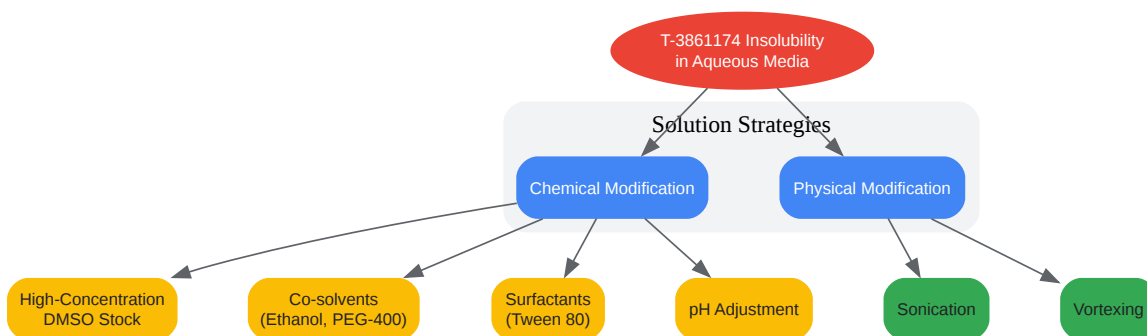 T-3861174 Insolubility
in Aqueous Media
Solution Strategies
Chemical Modification
Physical Modification
High-Concentration
DMSO Stock
Co-solvents
(Ethanol, PEG-400)
Surfactants
(Tween 80)
pH Adjustment
Sonication
Vortexing